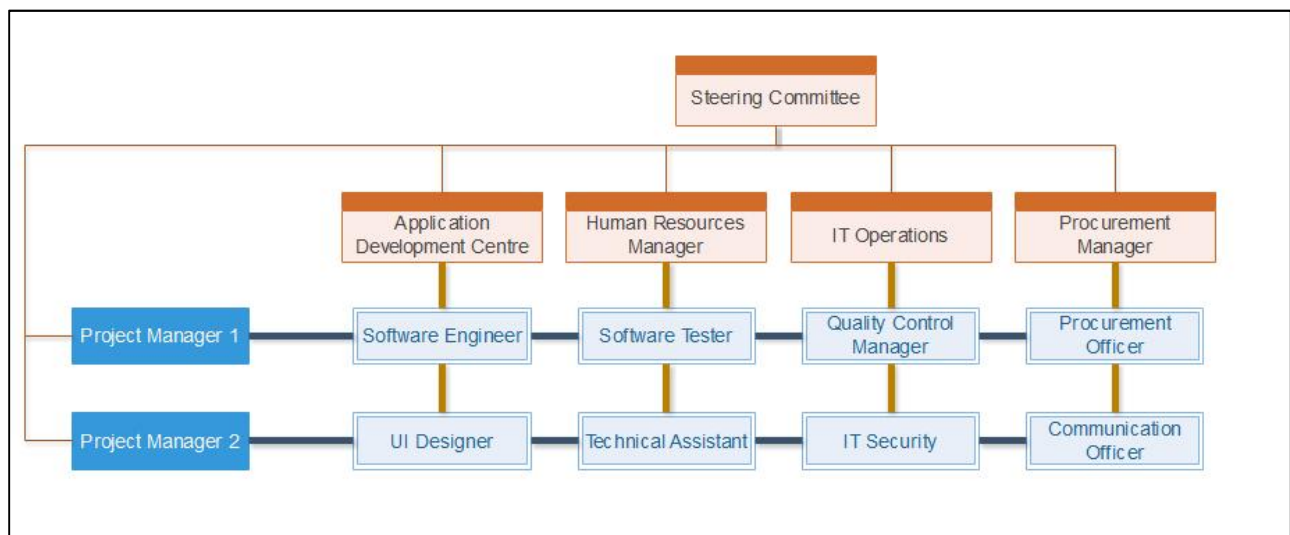 Steering Committee
Application
Development Centre
Human Resources
Manager
IT Operations
Procurement
Manager
Project Manager 1
Software Engineer
Software Tester
Quality Control
Manager
Procurement
Officer
Project Manager 2
UI Designer
Technical Assistant
IT Security
Communication
Officer